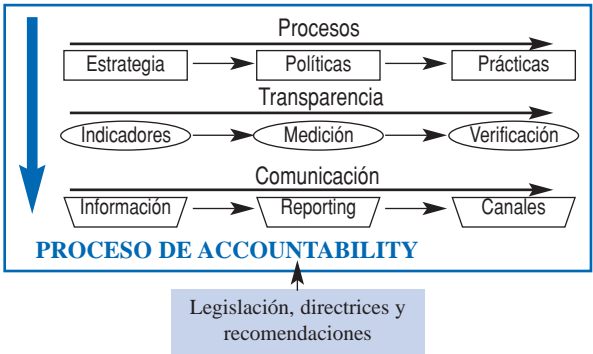 Procesos
Estrategia Políticas Prácticas
Transparencia
Indicadores Medición Verificación
Comunicación
Información Reporting Canales
PROCESO DE ACCOUNTABILITY
Legislación, directrices y
recomendaciones